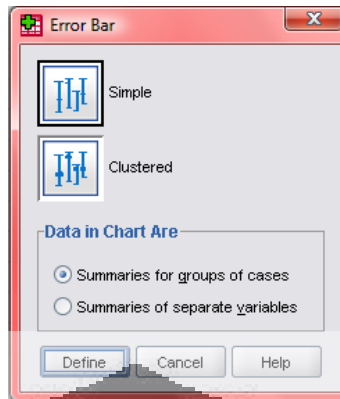 Error Bar
Simple
Clustered
Data in Chart Are
Summaries for groups of cases
Summaries of separate variables
Define Cancel Help